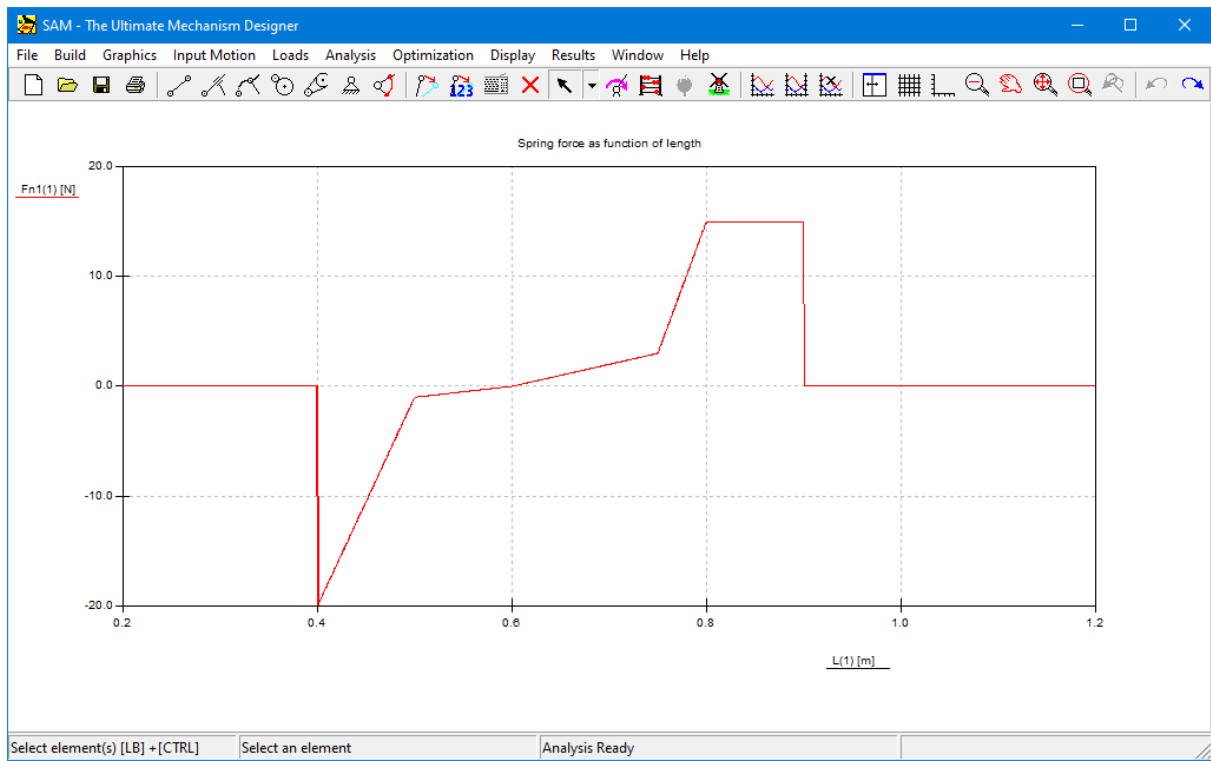 SAM - The Ultimate Mechanism Designer
File Build Graphics Input Motion Loads Analysis Optimization Display Results Window Help
123
Spring force as function of length
Fn1(1) [N]
20.0
10.0
0.0
-10.0
-20.0
0.2 0.4 0.6 0.8 1.0 1.2
L(1) [m]
Select element(s) [LB] +[CTRL] Select an element Analysis Ready